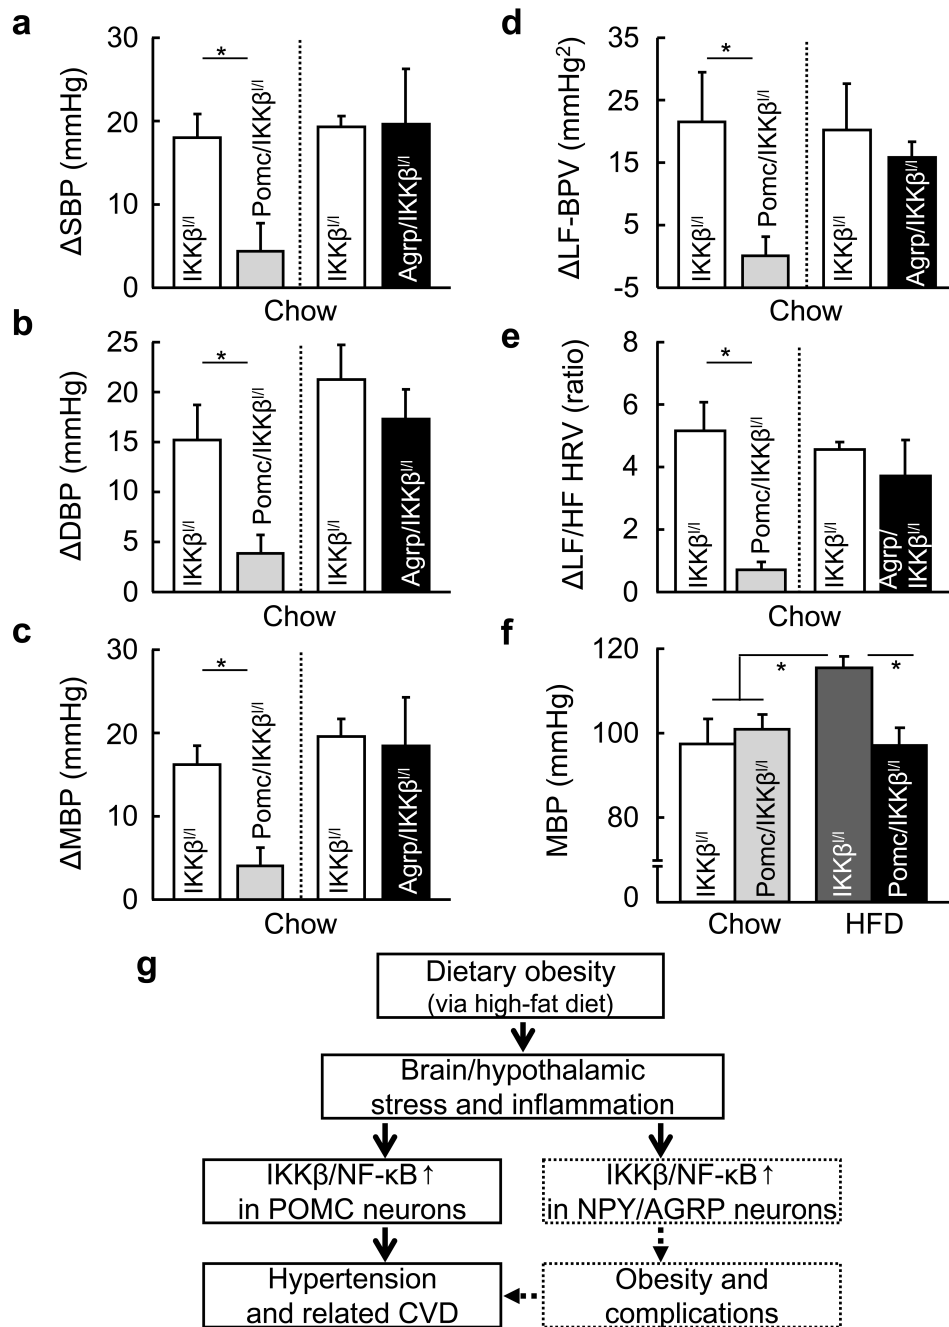 a
ΔSBP (mmHg)
30
20
10
0
*
IKKβˡ/ˡ
Pomc/IKKβˡ/ˡ
IKKβˡ/ˡ
Agrp/IKKβˡ/ˡ
Chow
b
ΔDBP (mmHg)
25
20
15
10
5
0
*
IKKβˡ/ˡ
Pomc/IKKβˡ/ˡ
IKKβˡ/ˡ
Agrp/IKKβˡ/ˡ
Chow
c
ΔMBP (mmHg)
30
20
10
0
*
IKKβˡ/ˡ
Pomc/IKKβˡ/ˡ
IKKβˡ/ˡ
Agrp/IKKβˡ/ˡ
Chow
d
ΔLF-BPV (mmHg²)
35
25
15
5
-5
*
IKKβˡ/ˡ
Pomc/IKKβˡ/ˡ
IKKβˡ/ˡ
Agrp/IKKβˡ/ˡ
Chow
e
ΔLF/HF HRV (ratio)
8
6
4
2
0
*
IKKβˡ/ˡ
Pomc/IKKβˡ/ˡ
IKKβˡ/ˡ
Agrp/
IKKβˡ/ˡ
Chow
f
MBP (mmHg)
120
100
80
0
*
*
IKKβˡ/ˡ
Pomc/IKKβˡ/ˡ
IKKβˡ/ˡ
Pomc/IKKβˡ/ˡ
Chow
HFD
g
Dietary obesity
(via high-fat diet)
Brain/hypothalamic
stress and inflammation
IKKβ/NF-κB↑
in POMC neurons
IKKβ/NF-κB↑
in NPY/AGRP neurons
Hypertension
and related CVD
Obesity and
complications